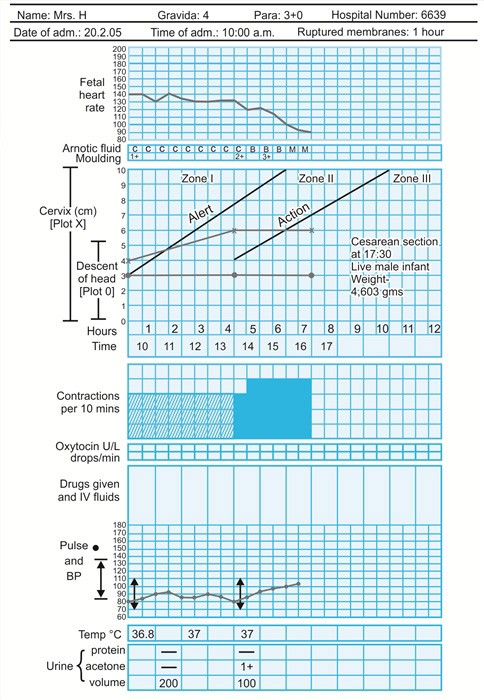 Name: Mrs. H Gravida: 4 Para: 3+0 Hospital Number: 6639
Date of adm.: 20.2.05 Time of adm.: 10:00 a.m. Ruptured membranes: 1 hour
Fetal heart rate
200
190
180
170
160
150
140
130
120
110
100
90
80
Arnotic fluid C C C C C C C C C B B B M M
Moulding 1+ 2+ 3+
Cervix (cm)
[Plot X]
Descent
of head
[Plot 0]
10
9
8
7
6
5
4
3
2
1
0
Zone I Zone II Zone III
Alert
Action
Cesarean section
at 17:30
Live male infant
Weight-
4,603 gms
Hours 1 2 3 4 5 6 7 8 9 10 11 12
Time 10 11 12 13 14 15 16 17
Contractions
per 10 mins
Oxytocin U/L
drops/min
Drugs given
and IV fluids
Pulse
and
BP
180
170
160
150
140
130
120
110
100
90
80
70
60
Temp °C 36.8 37 37
Urine
protein — —
acetone — 1+
volume 200 100